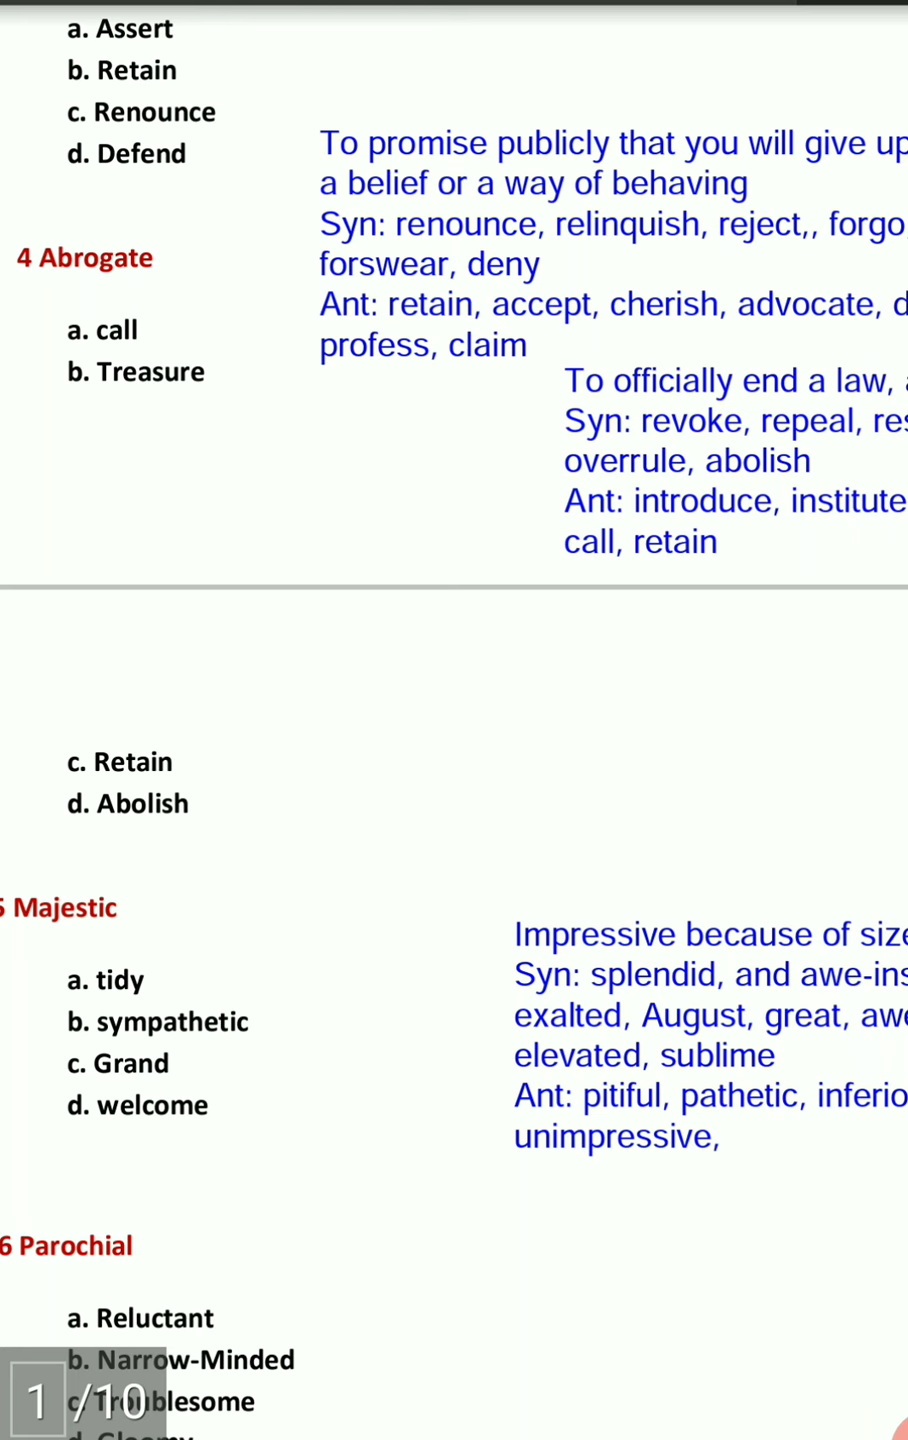 a. Assert
b. Retain
c. Renounce
d. Defend
To promise publicly that you will give up
a belief or a way of behaving
Syn: renounce, relinquish, reject,, forgo
forswear, deny
Ant: retain, accept, cherish, advocate,
profess, claim
4 Abrogate
a. call
b. Treasure
To officially end a law,
Syn: revoke, repeal,
overrule, abolish
Ant: introduce, institute
call, retain
c. Retain
d. Abolish
5 Majestic
a. tidy
b. sympathetic
c. Grand
d. welcome
Impressive because of size
Syn: splendid, and
exalted, August, great,
elevated, sublime
Ant: pitiful, pathetic,
unimpressive,
6 Parochial
a. Reluctant
b. Narrow-Minded
c. Troublesome
1 /10